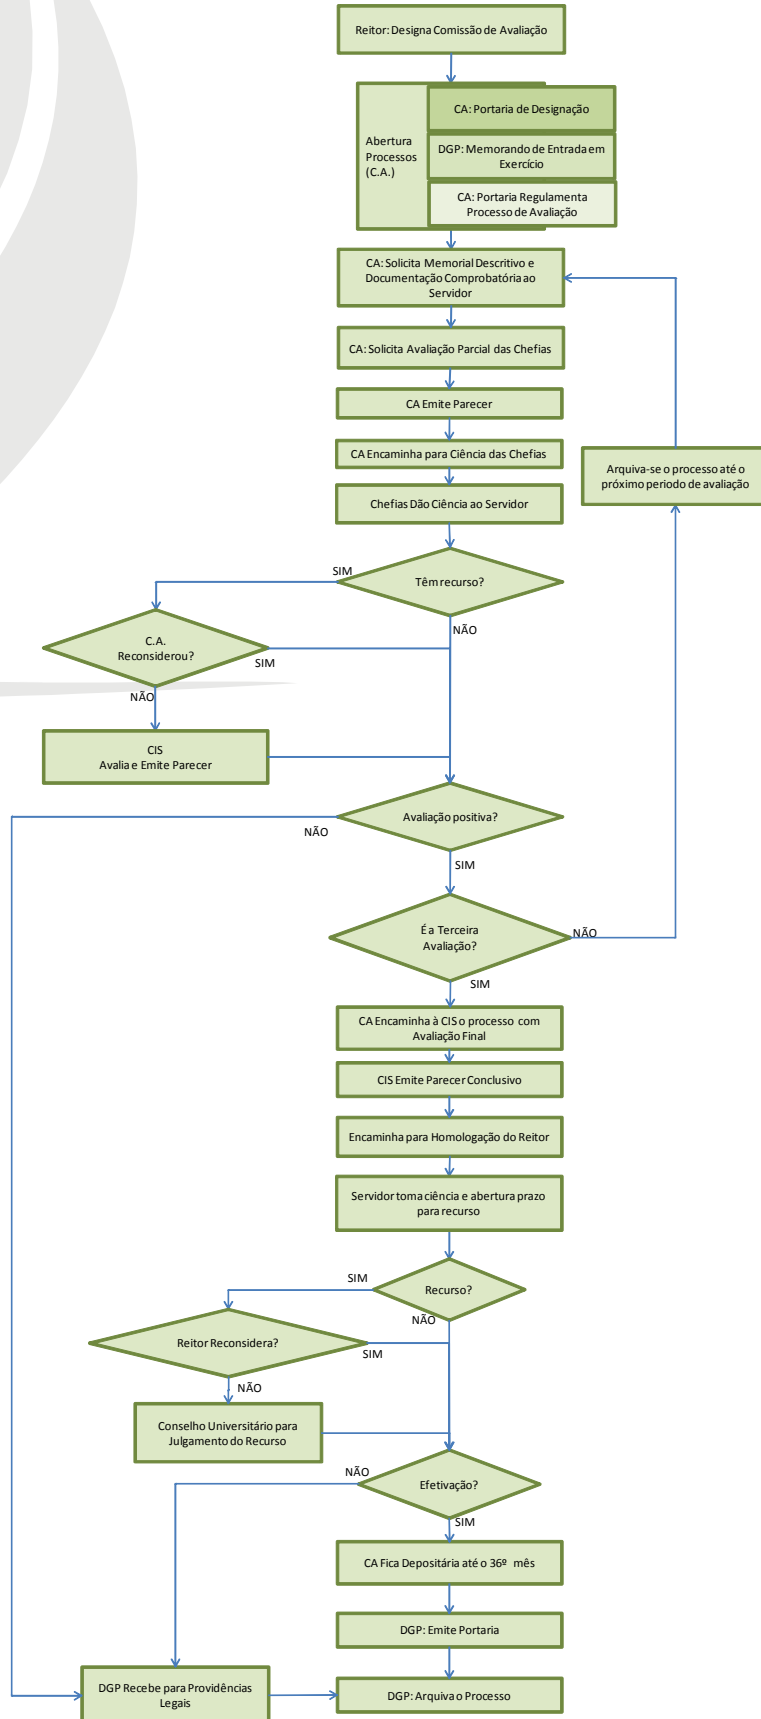 Reitor: Designa Comissão de Avaliação
CA: Portaria de Designação
Abertura
Processos
(C.A.)
DGP: Memorando de Entrada em
Exercício
CA: Portaria Regulamenta
Processo de Avaliação
CA: Solicita Memorial Descritivo e
Documentação Comprobatória ao
Servidor
CA: Solicita Avaliação Parcial das Chefias
CA Emite Parecer
CA Encaminha para Ciência das Chefias
Arquiva-se o processo até o
próximo periodo de avaliação
Chefias Dão Ciência ao Servidor
SIM
Têm recurso?
NÃO
C.A.
Reconsiderou?
SIM
NÃO
CIS
Avalia e Emite Parecer
Avaliação positiva?
NÃO
SIM
É a Terceira
Avaliação?
NÃO
SIM
CA Encaminha à CIS o processo com
Avaliação Final
CIS Emite Parecer Conclusivo
Encaminha para Homologação do Reitor
Servidor toma ciência e abertura prazo
para recurso
SIM
Recurso?
NÃO
Reitor Reconsidera?
SIM
NÃO
Conselho Universitário para
Julgamento do Recurso
NÃO
Efetivação?
SIM
CA Fica Depositária até o 36º mês
DGP: Emite Portaria
DGP Recebe para Providências
Legais
DGP: Arquiva o Processo